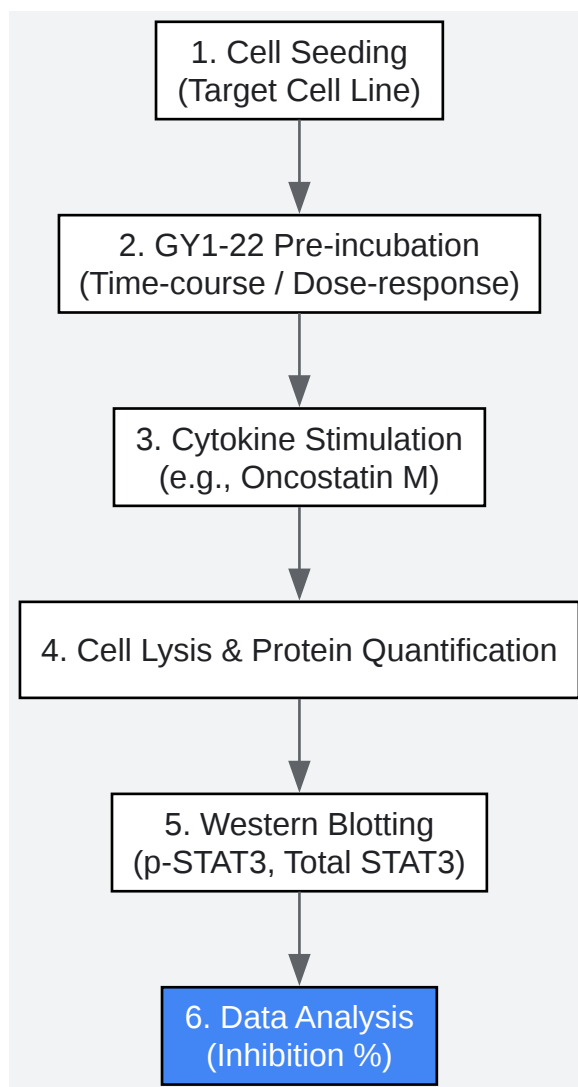 1. Cell Seeding
(Target Cell Line)
2. GY1-22 Pre-incubation
(Time-course / Dose-response)
3. Cytokine Stimulation
(e.g., Oncostatin M)
4. Cell Lysis & Protein Quantification
5. Western Blotting
(p-STAT3, Total STAT3)
6. Data Analysis
(Inhibition %)